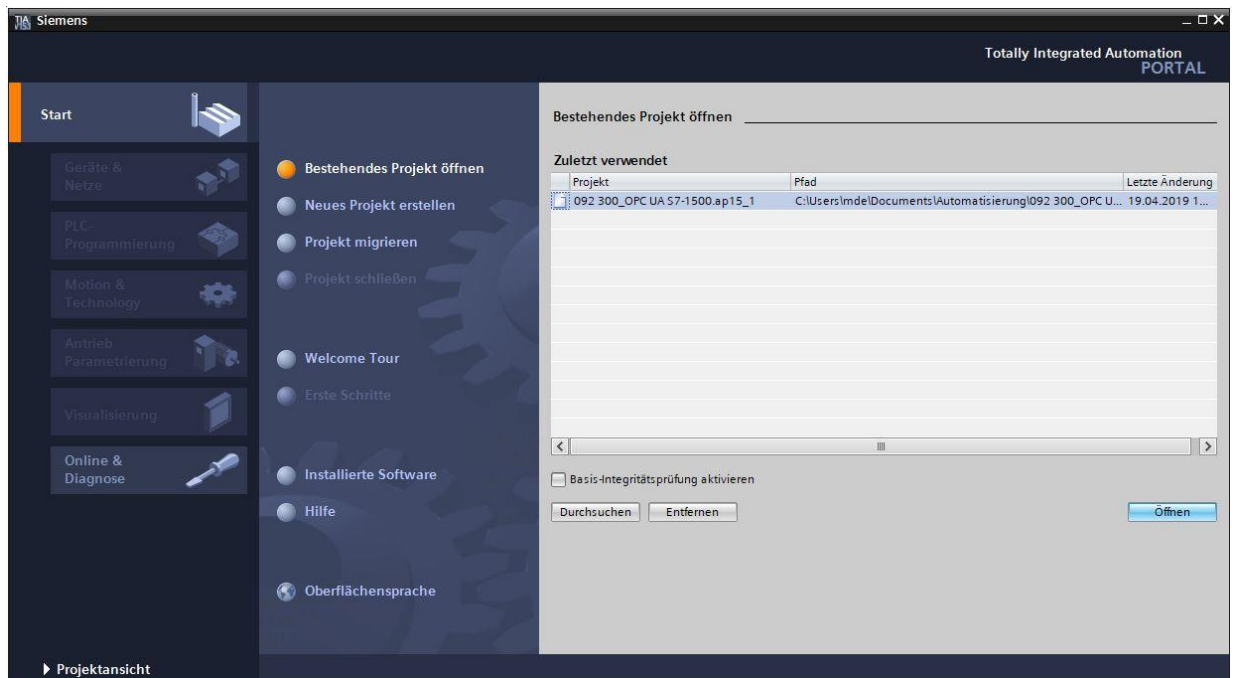 Siemens
Totally Integrated Automation
PORTAL
Start
Geräte &
Netze
PLC-
Programmierung
Motion &
Technology
Antrieb
Parametrierung
Visualisierung
Online &
Diagnose
Projektansicht
Bestehendes Projekt öffnen
Neues Projekt erstellen
Projekt migrieren
Projekt schließen
Welcome Tour
Erste Schritte
Installierte Software
Hilfe
Oberflächensprache
Bestehendes Projekt öffnen
Zuletzt verwendet
Projekt Pfad Letzte Änderung
092 300_OPC UA S7-1500.ap15_1 C:\Users\mde\Documents\Automatisierung\092 300_OPC U... 19.04.2019 1...
Basis-Integritätsprüfung aktivieren
Durchsuchen Entfernen Öffnen